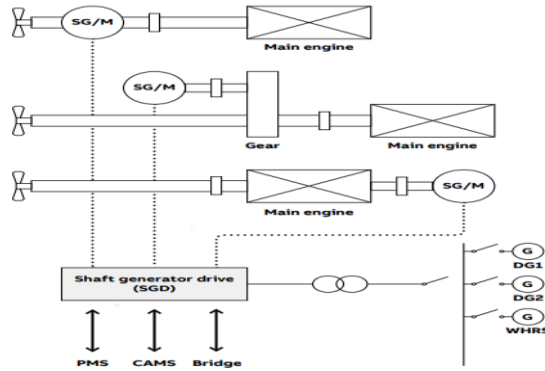 SG/M
Main engine
SG/M
Gear
Main engine
SG/M
Main engine
Shaft generator drive
(SGD)
G
DG1
G
DG2
G
WHRS
PMS CAMS Bridge